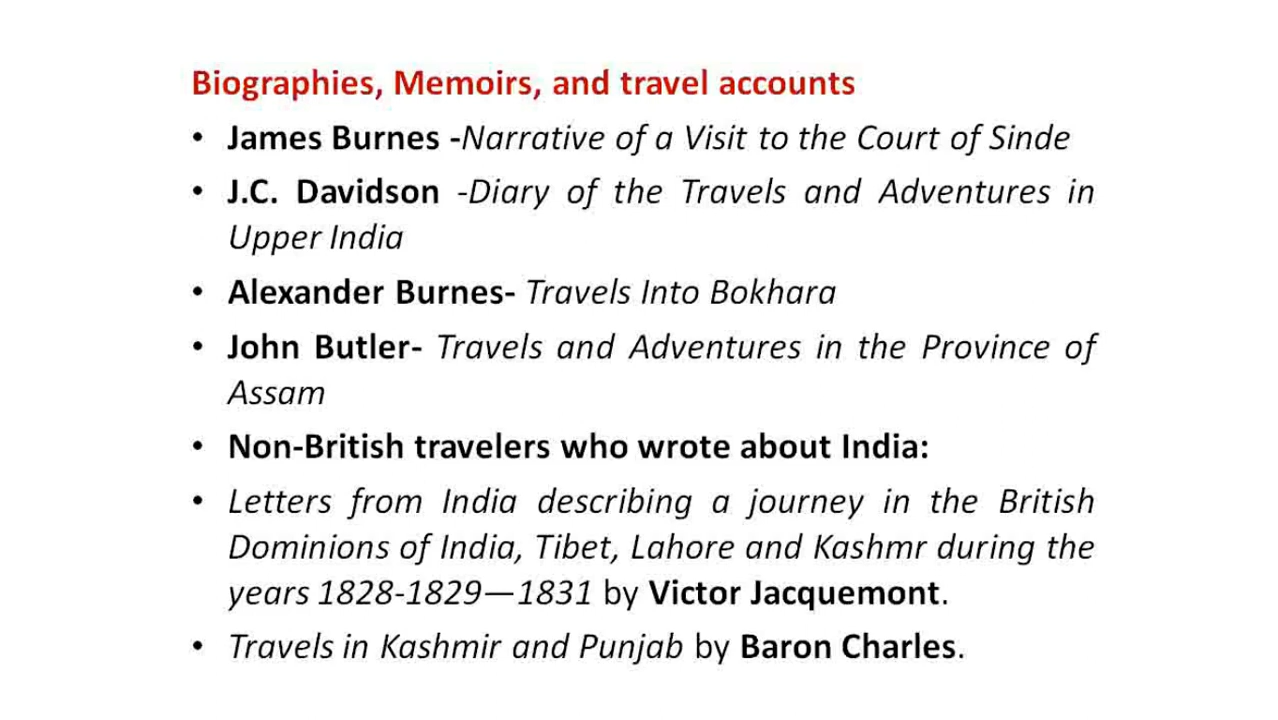 Biographies, Memoirs, and travel accounts
• James Burnes -Narrative of a Visit to the Court of Sinde
• J.C. Davidson -Diary of the Travels and Adventures in
Upper India
• Alexander Burnes- Travels Into Bokhara
• John Butler- Travels and Adventures in the Province of
Assam
• Non-British travelers who wrote about India:
• Letters from India describing a journey in the British
Dominions of India, Tibet, Lahore and Kashmr during the
years 1828-1829—1831 by Victor Jacquemont.
• Travels in Kashmir and Punjab by Baron Charles.